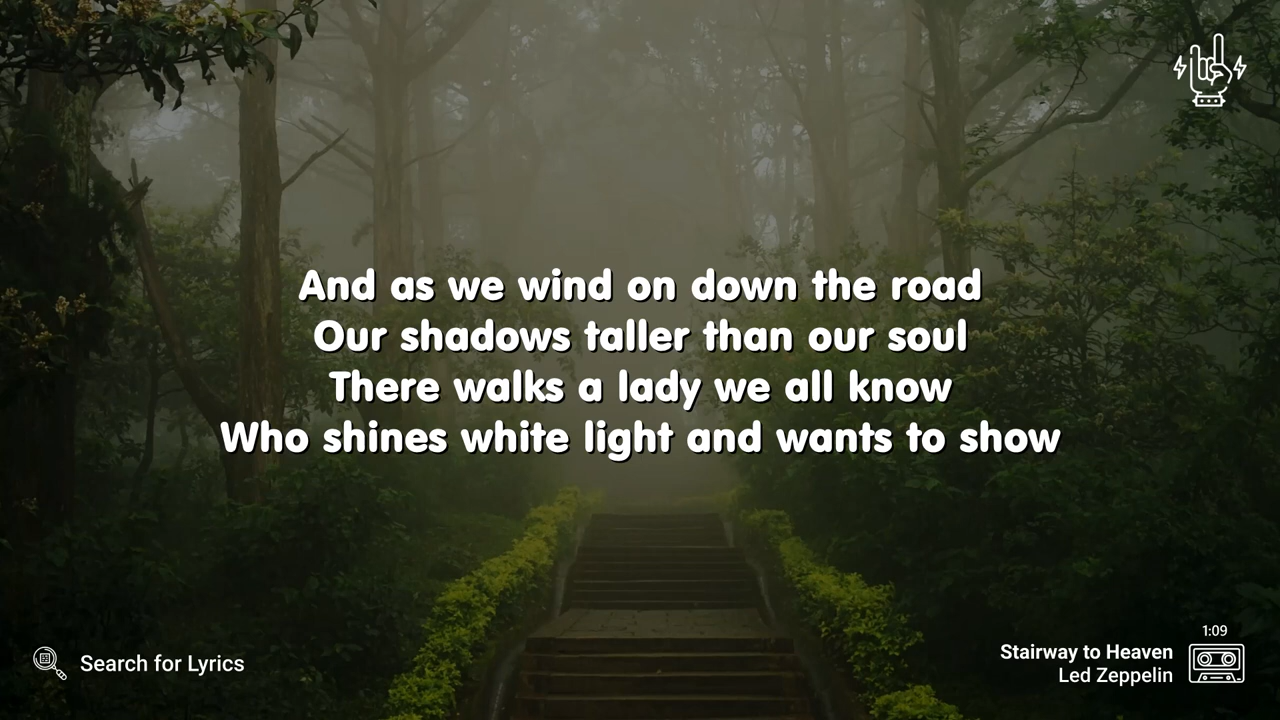 And as we wind on down the road
Our shadows taller than our soul
There walks a lady we all know
Who shines white light and wants to show
1:09
Search for Lyrics
Stairway to Heaven
Led Zeppelin